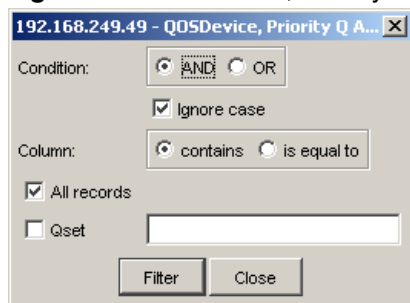 192.168.249.49 - QOSDevice, Priority Q A...
Condition: AND OR
Ignore case
Column: contains is equal to
All records
Qset
Filter Close